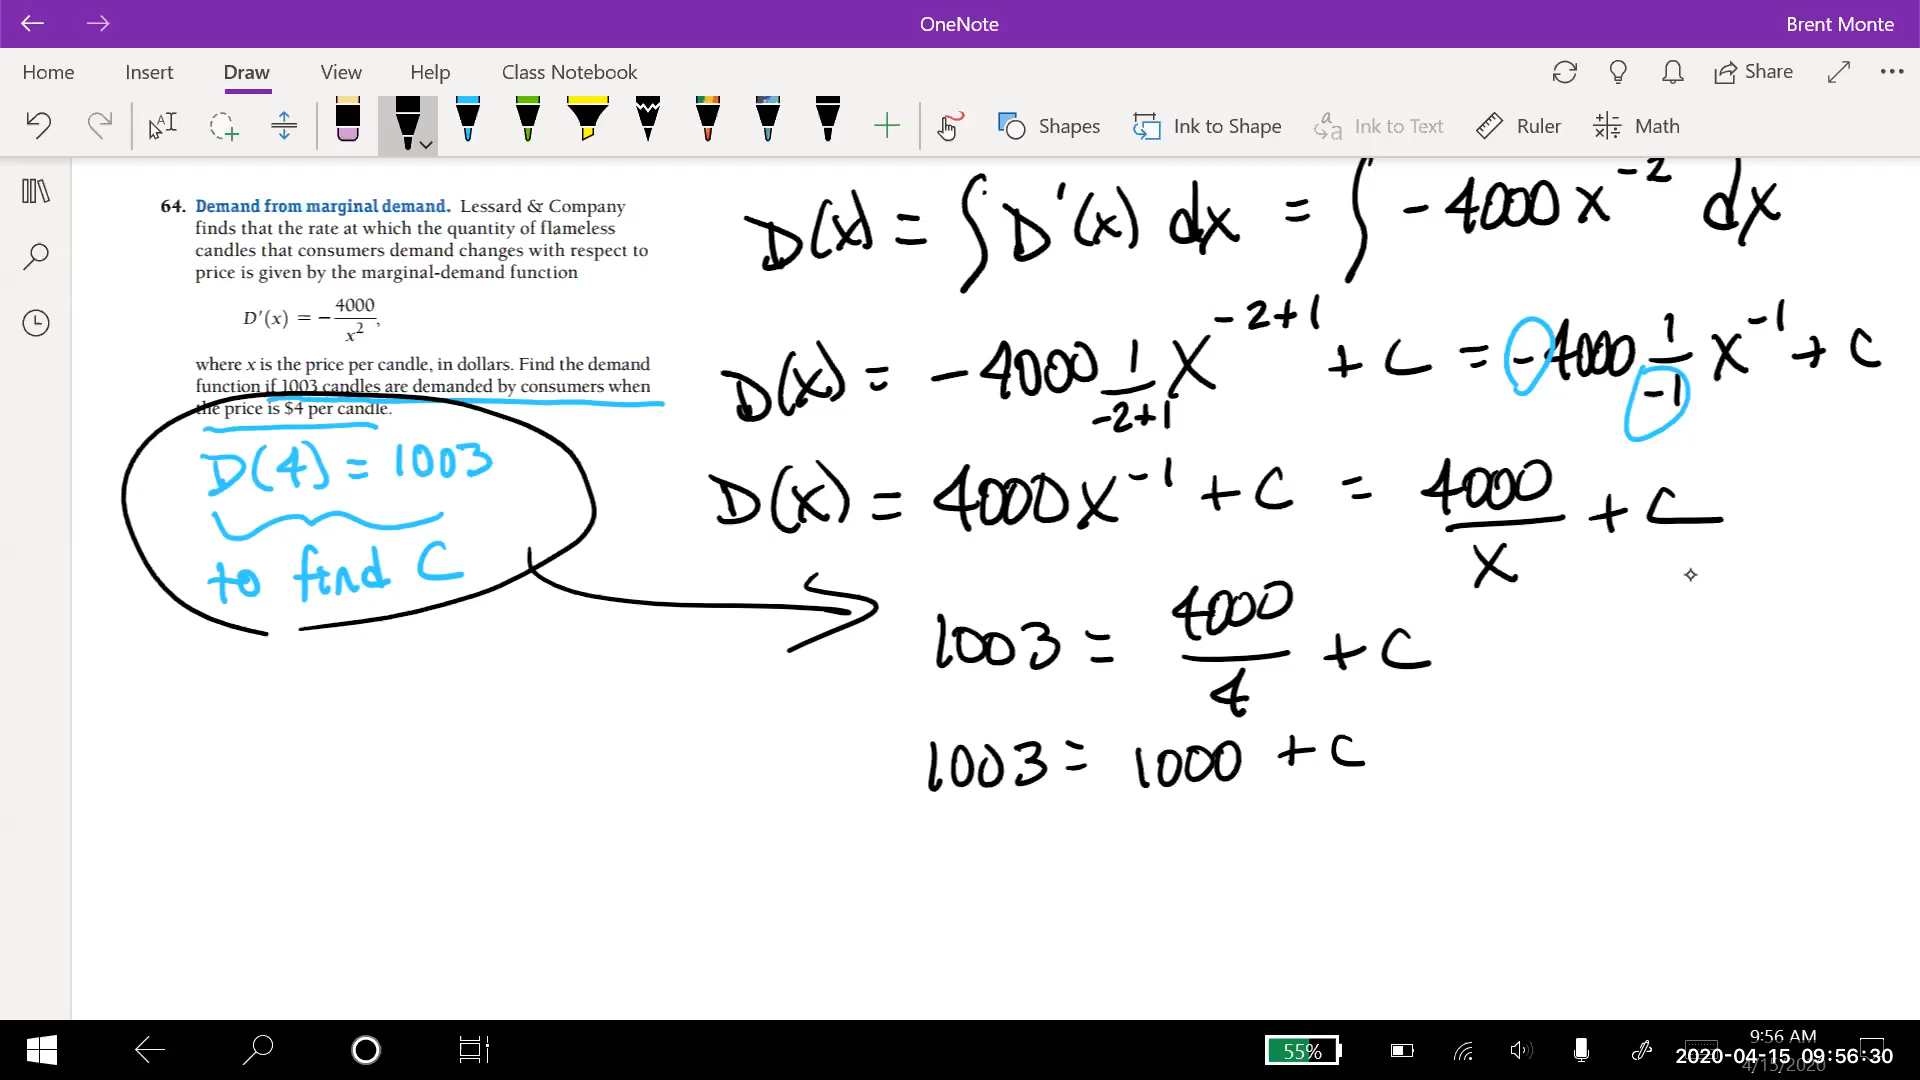 OneNote
Brent Monte
Home Insert Draw View Help Class Notebook Share
Shapes Ink to Shape Ink to Text Ruler Math
64. Demand from marginal demand. Lessard & Company
finds that the rate at which the quantity of flameless
candles that consumers demand changes with respect to
price is given by the marginal-demand function
D′(x) = −4000/x²,
where x is the price per candle, in dollars. Find the demand
function if 1003 candles are demanded by consumers when
the price is $4 per candle.
D(4) = 1003
to find C
D(x) = ∫ D'(x) dx = ∫ -4000 x⁻² dx
D(x) = -4000 1/(-2+1) x^(-2+1) + C = -4000 1/(-1) x⁻¹ + C
D(x) = 4000x⁻¹ + C = 4000/x + C
1003 = 4000/4 + C
1003 = 1000 + C
55%
9:56 AM
4/15/2020
2020-04-15 09:56:30